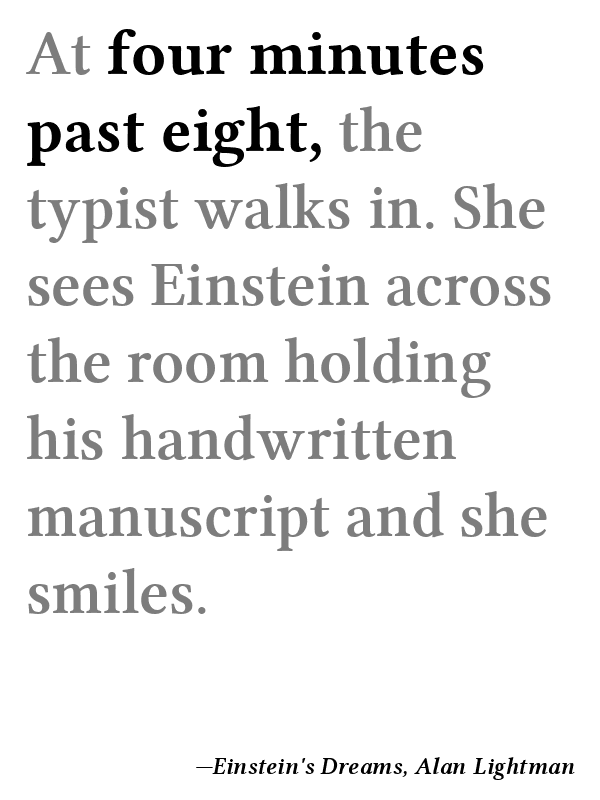 At four minutes
past eight, the
typist walks in. She
sees Einstein across
the room holding
his handwritten
manuscript and she
smiles.
—Einstein's Dreams, Alan Lightman